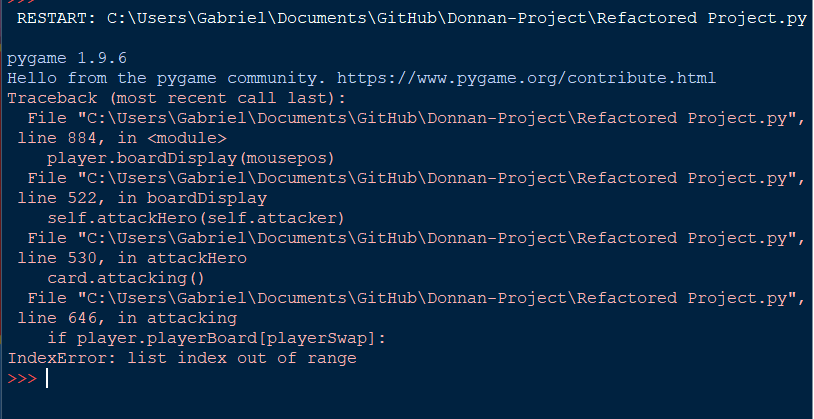 >>>
RESTART: C:\Users\Gabriel\Documents\GitHub\Donnan-Project\Refactored Project.py
pygame 1.9.6
Hello from the pygame community. https://www.pygame.org/contribute.html
Traceback (most recent call last):
  File "C:\Users\Gabriel\Documents\GitHub\Donnan-Project\Refactored Project.py",
 line 884, in <module>
    player.boardDisplay(mousepos)
  File "C:\Users\Gabriel\Documents\GitHub\Donnan-Project\Refactored Project.py",
 line 522, in boardDisplay
    self.attackHero(self.attacker)
  File "C:\Users\Gabriel\Documents\GitHub\Donnan-Project\Refactored Project.py",
 line 530, in attackHero
    card.attacking()
  File "C:\Users\Gabriel\Documents\GitHub\Donnan-Project\Refactored Project.py",
 line 646, in attacking
    if player.playerBoard[playerSwap]:
IndexError: list index out of range
>>>